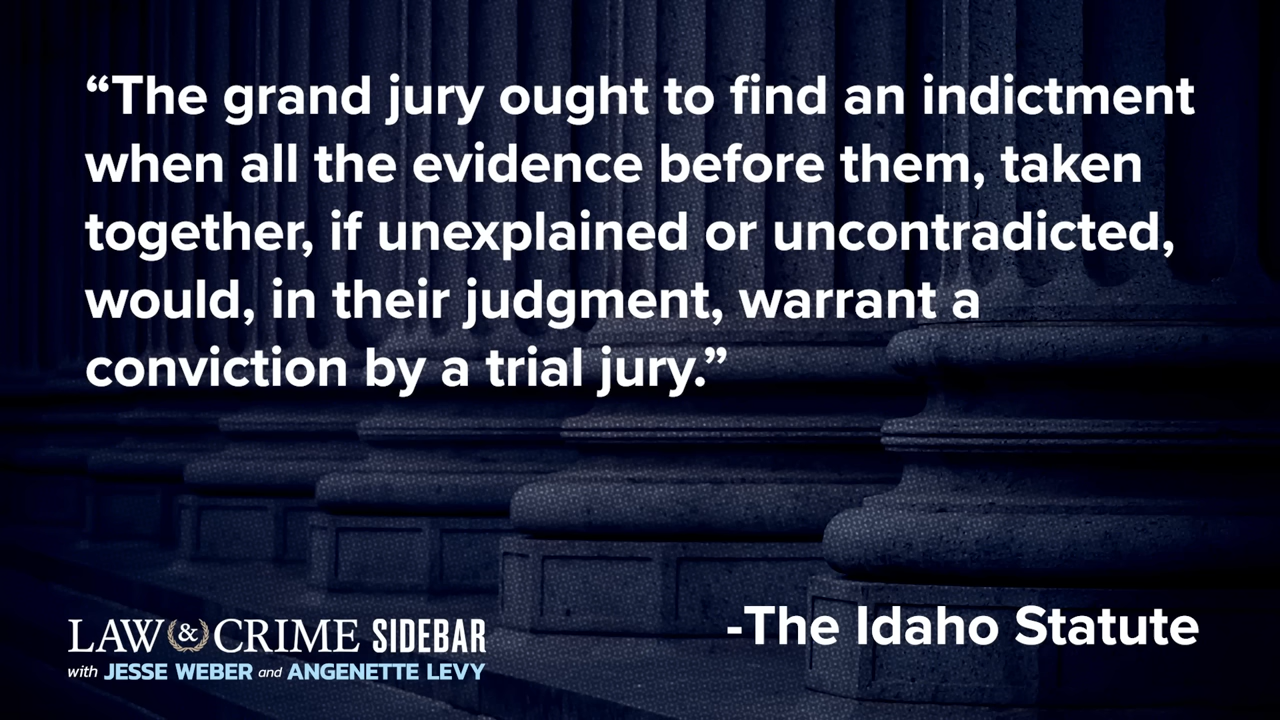 “The grand jury ought to find an indictment
when all the evidence before them, taken
together, if unexplained or uncontradicted,
would, in their judgment, warrant a
conviction by a trial jury.”
-The Idaho Statute
LAW & CRIME SIDEBAR
with JESSE WEBER and ANGENETTE LEVY